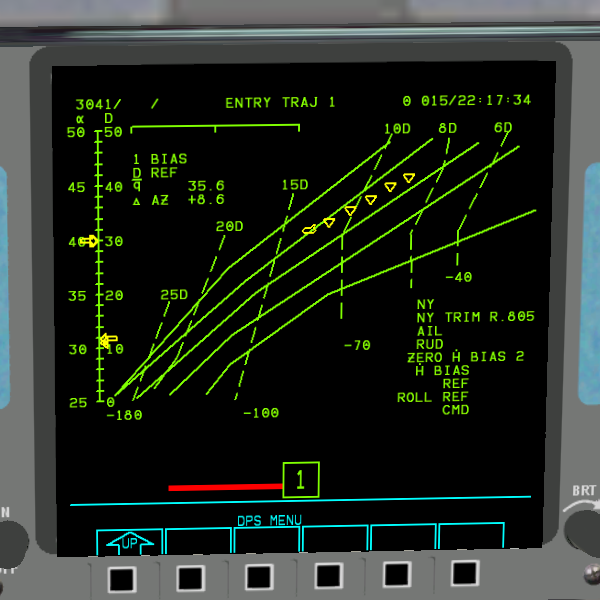 3041/ / ENTRY TRAJ 1 0 015/22:17:34
α D
50 50 10D 8D 6D
1 BIAS
D REF
q 35.6
45 40 15D
Δ AZ +8.6
20D
40 30
-40
35 20 25D
NY
NY TRIM R.805
AIL
RUD .
30 10 -70
ZERO Ḣ BIAS 2
Ḣ BIAS
REF
ROLL REF
25 0 CMD
-180 -100
1
BRT
DPS MENU
UP